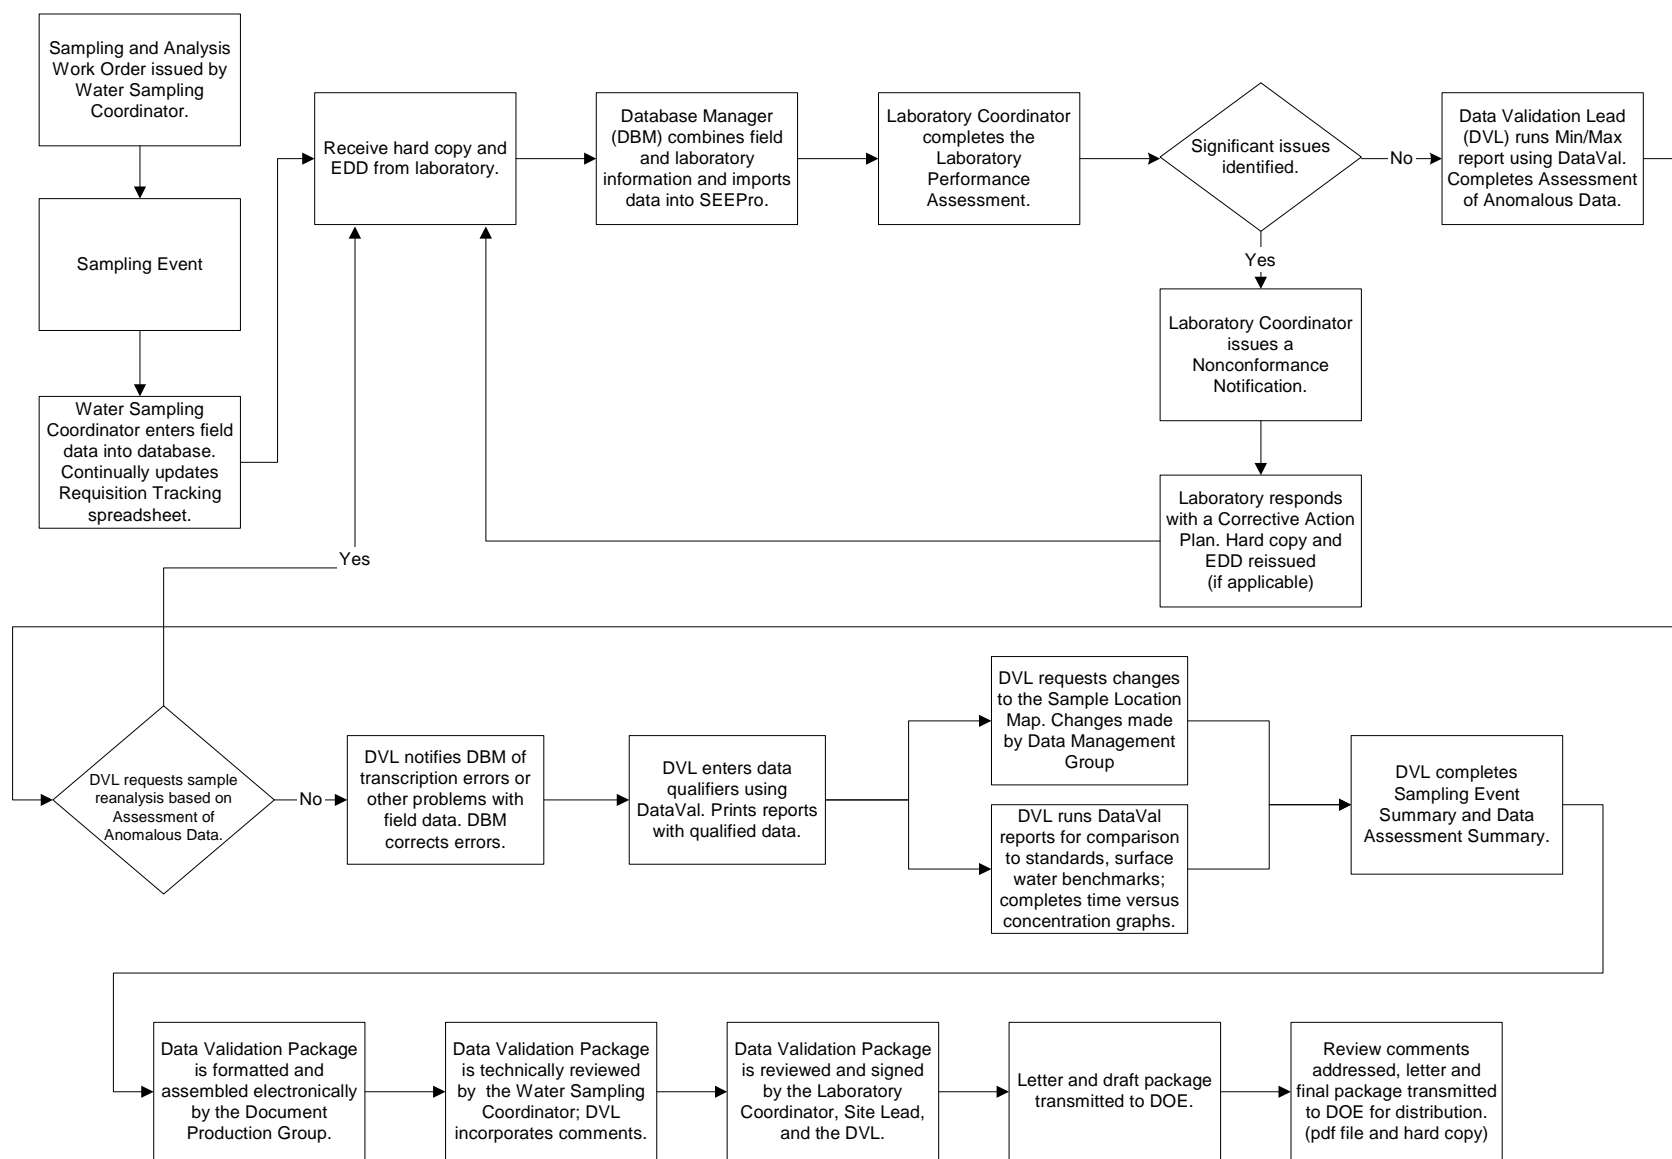 Sampling and Analysis
Work Order issued by
Water Sampling
Coordinator.
Sampling Event
Water Sampling
Coordinator enters field
data into database.
Continually updates
Requisition Tracking
spreadsheet.
Receive hard copy and
EDD from laboratory.
Database Manager
(DBM) combines field
and laboratory
information and imports
data into SEEPro.
Laboratory Coordinator
completes the
Laboratory
Performance
Assessment.
Significant issues
identified.
No
Data Validation Lead
(DVL) runs Min/Max
report using DataVal.
Completes Assessment
of Anomalous Data.
Yes
Laboratory Coordinator
issues a
Nonconformance
Notification.
Laboratory responds
with a Corrective Action
Plan. Hard copy and
EDD reissued
(if applicable)
Yes
DVL requests sample
reanalysis based on
Assessment of
Anomalous Data.
No
DVL notifies DBM of
transcription errors or
other problems with
field data. DBM
corrects errors.
DVL enters data
qualifiers using
DataVal. Prints reports
with qualified data.
DVL requests changes
to the Sample Location
Map. Changes made
by Data Management
Group
DVL runs DataVal
reports for comparison
to standards, surface
water benchmarks;
completes time versus
concentration graphs.
DVL completes
Sampling Event
Summary and Data
Assessment Summary.
Data Validation Package
is formatted and
assembled electronically
by the Document
Production Group.
Data Validation Package
is technically reviewed
by the Water Sampling
Coordinator; DVL
incorporates comments.
Data Validation Package
is reviewed and signed
by the Laboratory
Coordinator, Site Lead,
and the DVL.
Letter and draft package
transmitted to DOE.
Review comments
addressed, letter and
final package transmitted
to DOE for distribution.
(pdf file and hard copy)